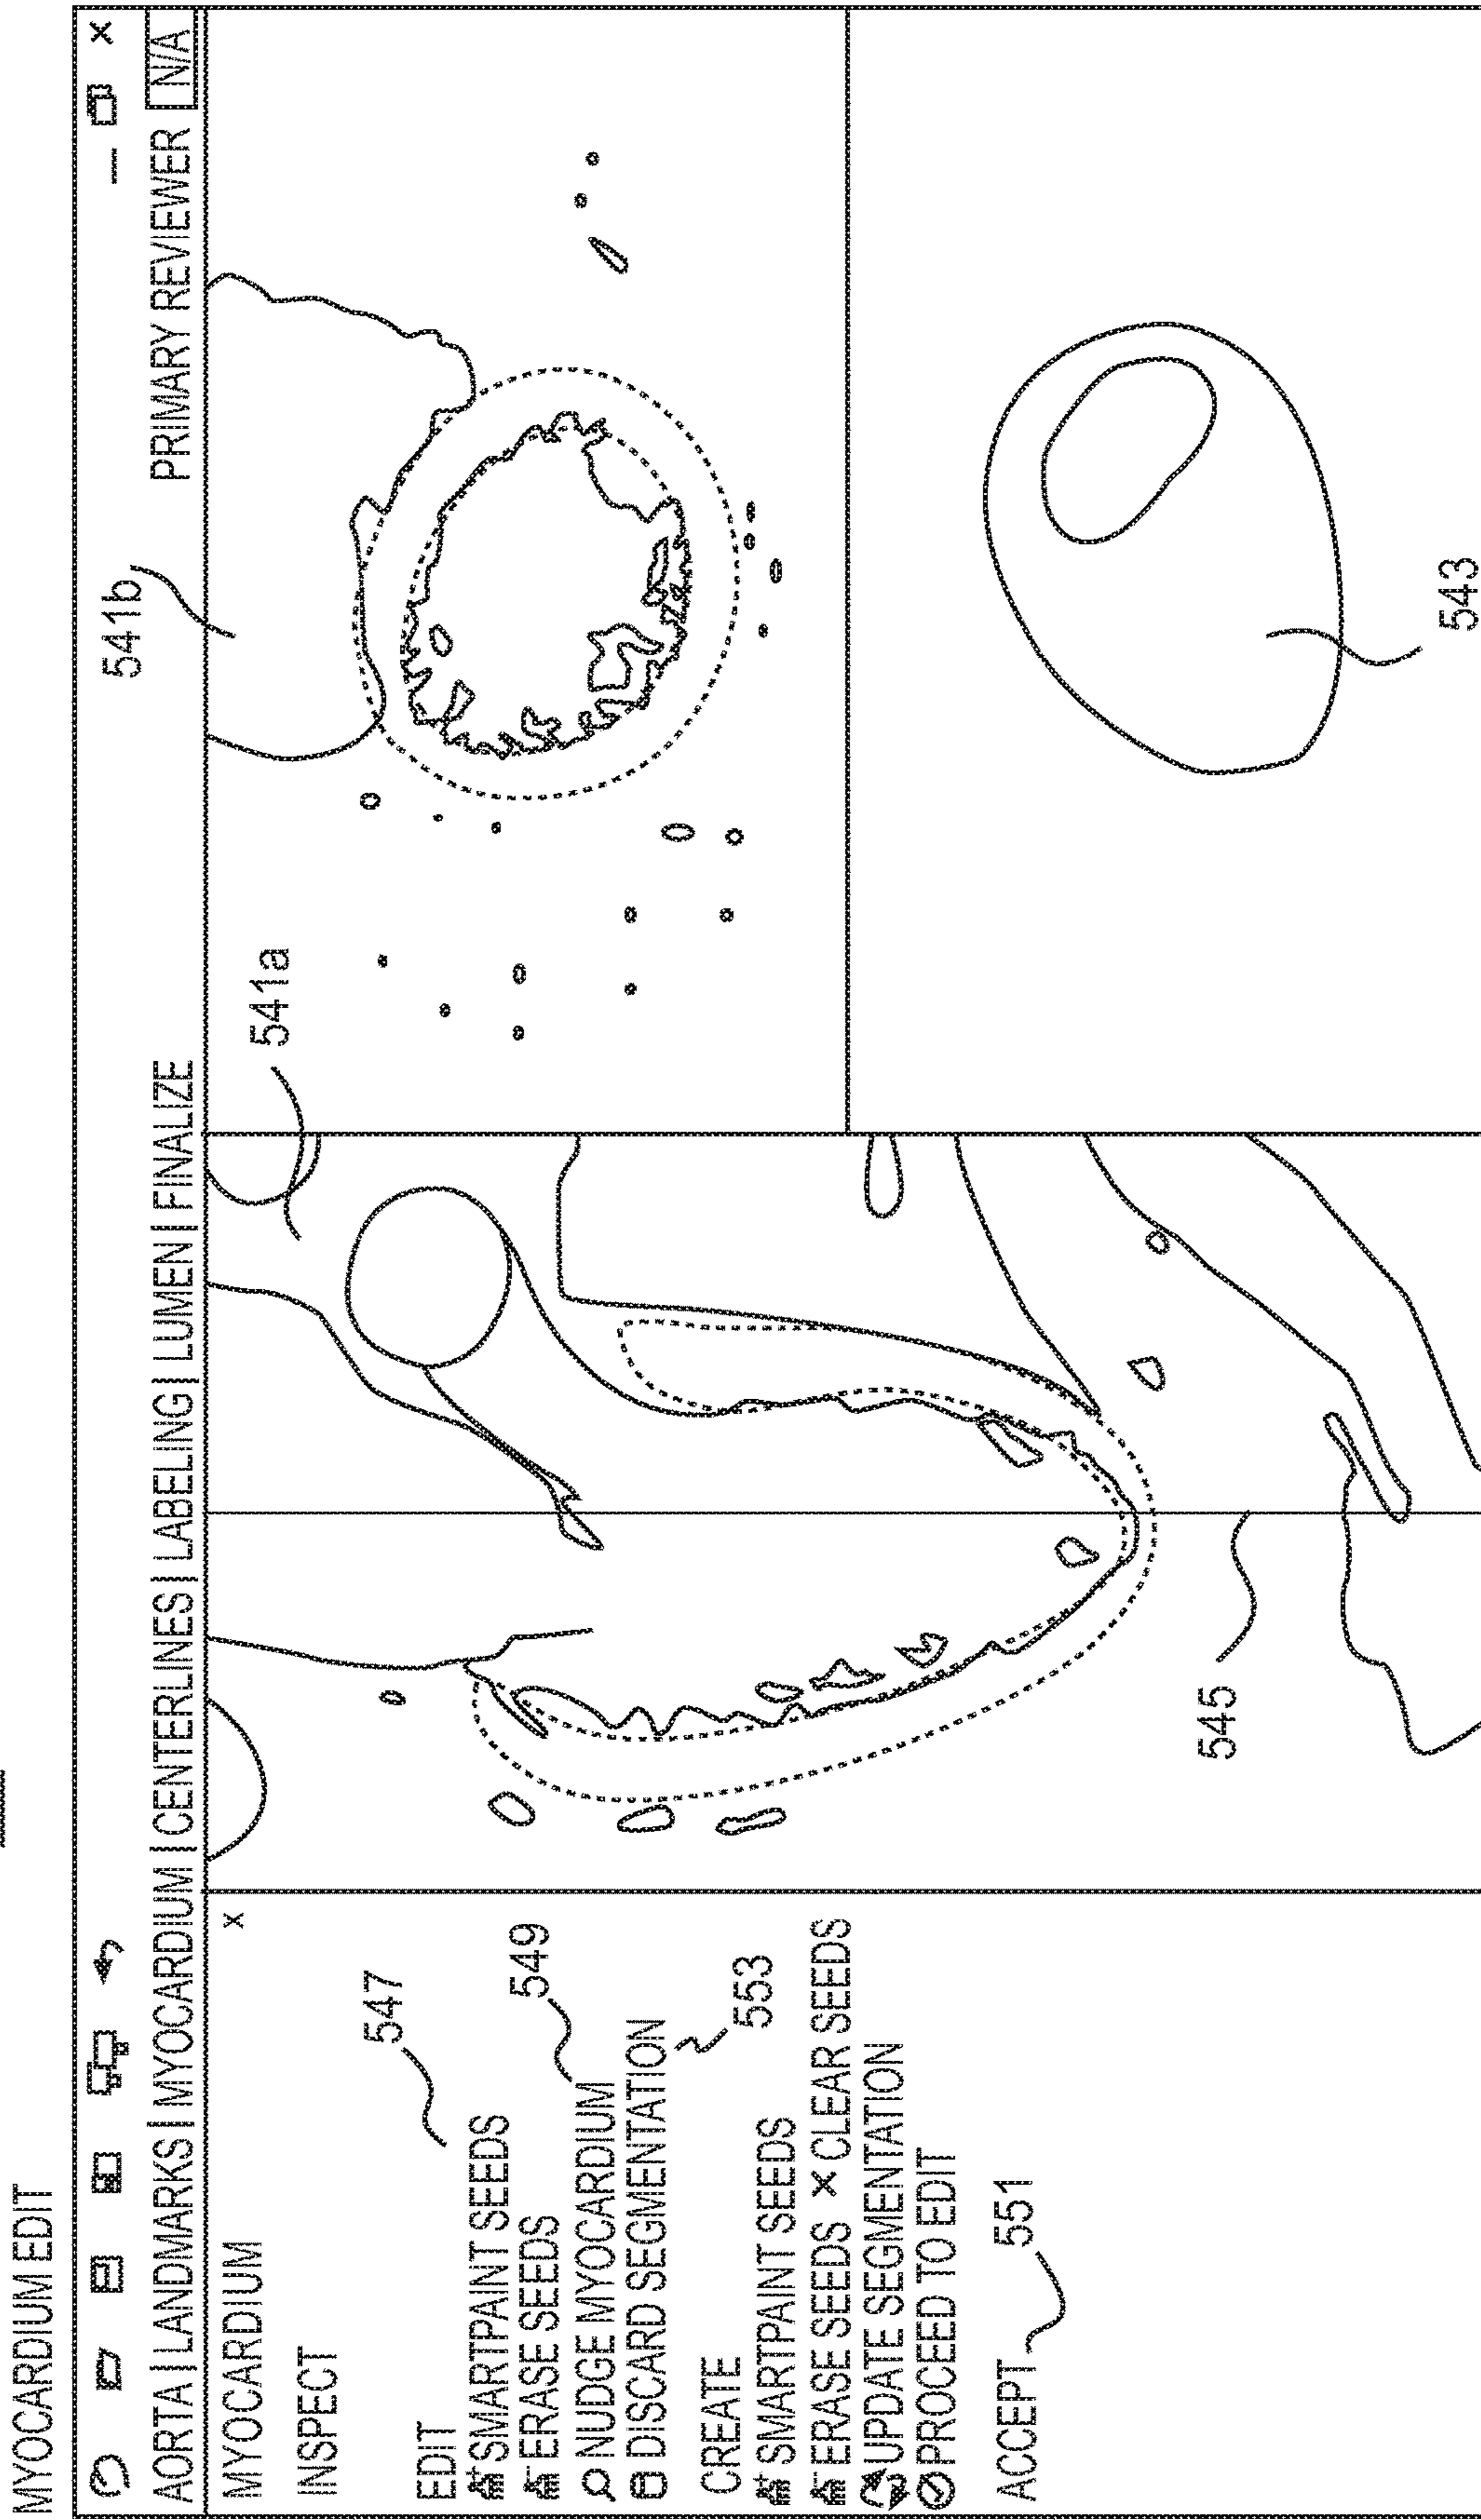 MYOCARDIUM EDIT
AORTA | LANDMARKS | MYOCARDIUM | CENTERLINES | LABELING | LUMEN | FINALIZE
PRIMARY REVIEWER N/A
MYOCARDIUM x
INSPECT
EDIT
SMARTPAINT SEEDS
ERASE SEEDS
NUDGE MYOCARDIUM
DISCARD SEGMENTATION
CREATE
SMARTPAINT SEEDS
ERASE SEEDS × CLEAR SEEDS
UPDATE SEGMENTATION
PROCEED TO EDIT
ACCEPT
547
549
553
551
541a
541b
545
543